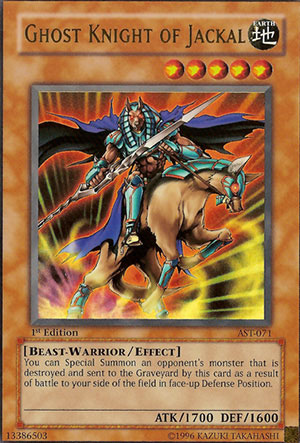 GHOST KNIGHT OF JACKAL
EARTH
地
1st Edition
AST-071
[BEAST-WARRIOR/EFFECT]
You can Special Summon an opponent's monster that is
destroyed and sent to the Graveyard by this card as a result
of battle to your side of the field in face-up Defense Position.
ATK/1700 DEF/1600
13386503
©1996 KAZUKI TAKAHASHI